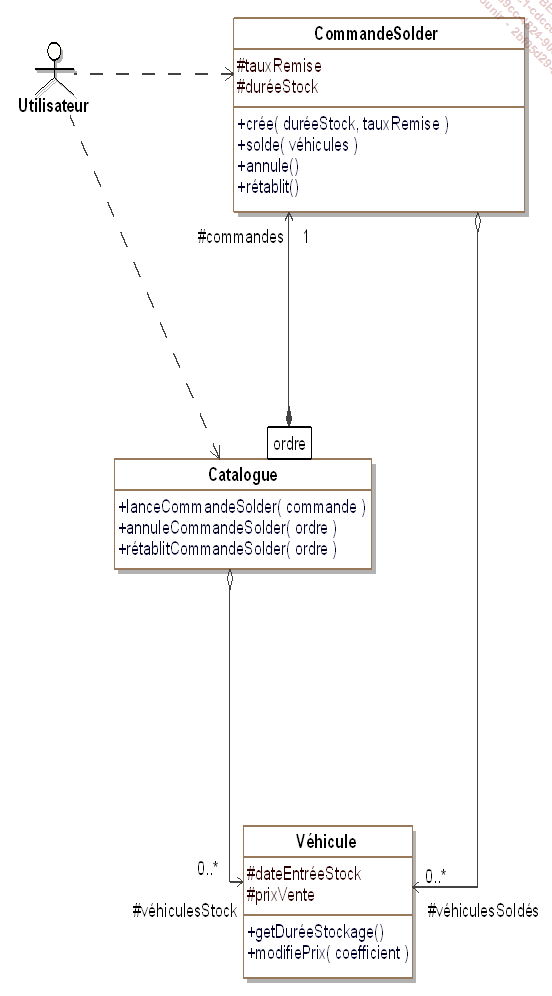 CommandeSolder
#tauxRemise
#duréeStock
Utilisateur
+crée( duréeStock, tauxRemise )
+solde( véhicules )
+annule()
+rétablit()
#commandes 1
ordre
Catalogue
+lanceCommandeSolder( commande )
+annuleCommandeSolder( ordre )
+rétablitCommandeSolder( ordre )
Véhicule
0..*
#dateEntréeStock
0..*
#prixVente
#véhiculesStock
#véhiculesSoldés
+getDuréeStockage()
+modifiePrix( coefficient )